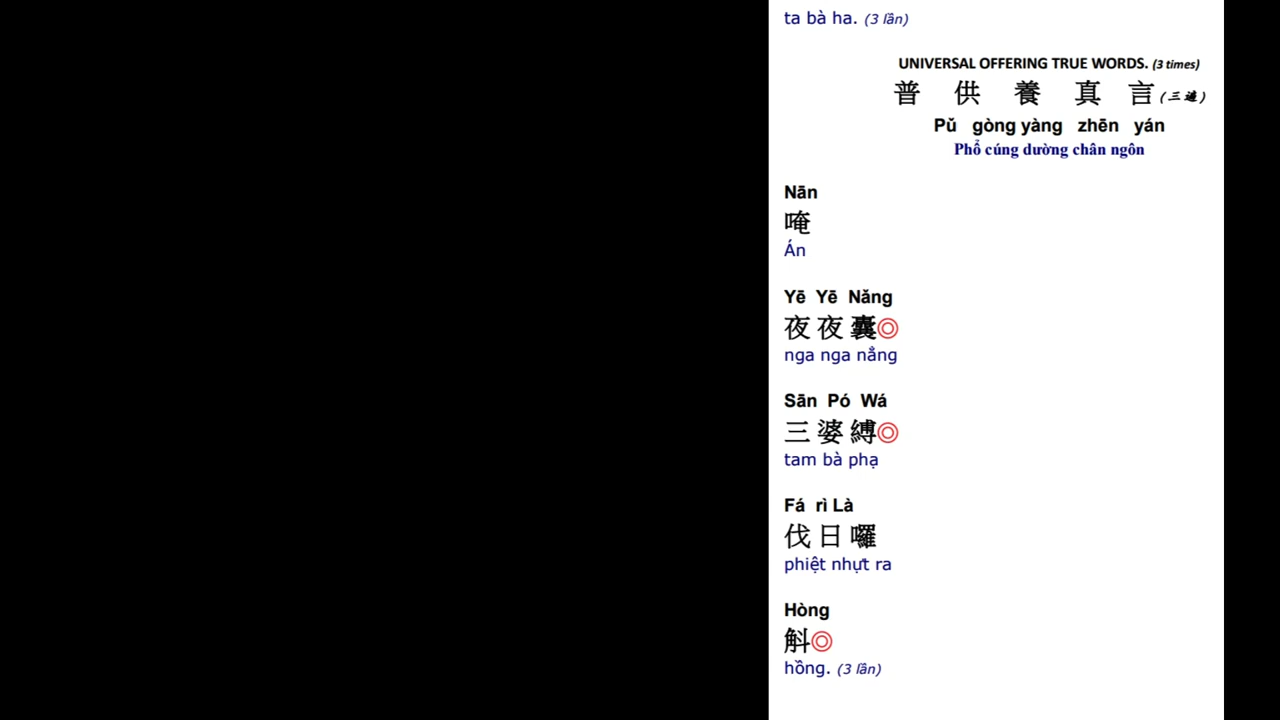 ta bà ha. (3 lần)
UNIVERSAL OFFERING TRUE WORDS. (3 times)
普 供 養 真 言 (三遍)
Pǔ gòng yàng zhēn yán
Phổ cúng dường chân ngôn
Nān
唵
Án
Yē Yē Nǎng
夜 夜 囊◎
nga nga nẳng
Sān Pó Wá
三 婆 縛◎
tam bà phạ
Fá rì Là
伐 日 囉
phiệt nhựt ra
Hòng
斛◎
hồng. (3 lần)